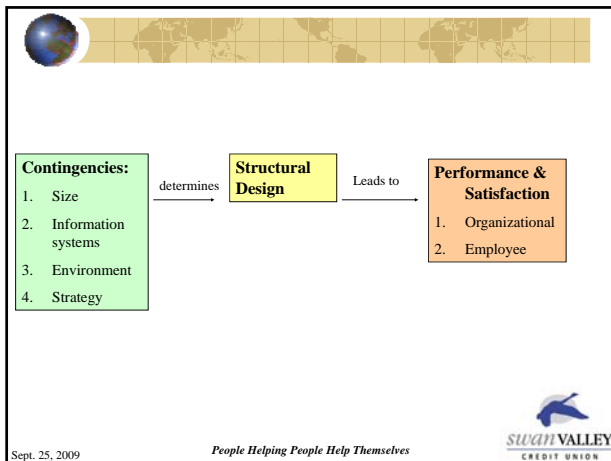 Contingencies:
1. Size
2. Information
systems
3. Environment
4. Strategy
determines
Structural
Design
Leads to
Performance &
Satisfaction
1. Organizational
2. Employee
Sept. 25, 2009
People Helping People Help Themselves
swan VALLEY
CREDIT UNION